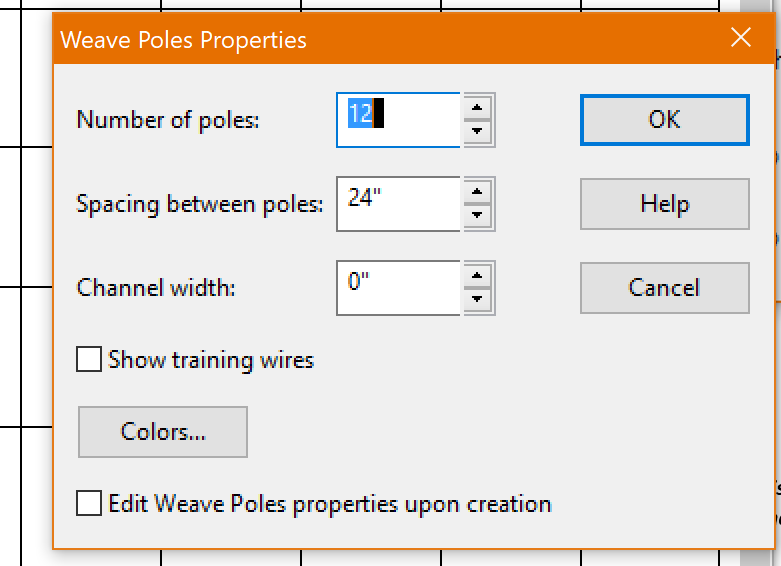 Weave Poles Properties
Number of poles: 12 OK
Spacing between poles: 24" Help
Channel width: 0" Cancel
Show training wires
Colors...
Edit Weave Poles properties upon creation